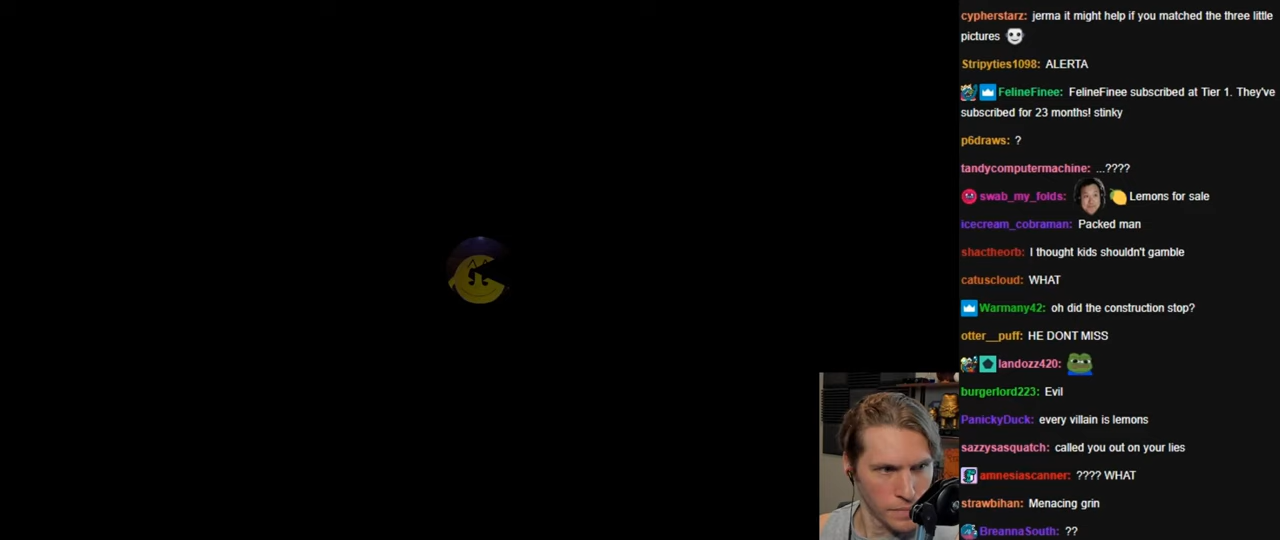 cypherstarz: jerma it might help if you matched the three little
pictures
Stripyties1098: ALERTA
FelineFinee: FelineFinee subscribed at Tier 1. They've
subscribed for 23 months! stinky
p6draws: ?
tandycomputermachine: ...????
swab_my_folds: Lemons for sale
icecream_cobraman: Packed man
shactheorb: I thought kids shouldn't gamble
catuscloud: WHAT
Warmany42: oh did the construction stop?
otter__puff: HE DONT MISS
landozz420:
burgerlord223: Evil
PanickyDuck: every villain is lemons
sazzysasquatch: called you out on your lies
amnesiascanner: ???? WHAT
strawbihan: Menacing grin
BreannaSouth: ??